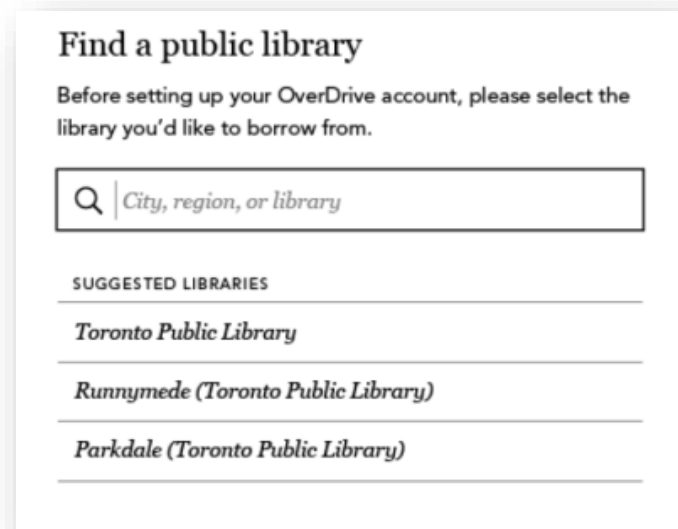 Find a public library
Before setting up your OverDrive account, please select the
library you'd like to borrow from.
City, region, or library
SUGGESTED LIBRARIES
Toronto Public Library
Runnymede (Toronto Public Library)
Parkdale (Toronto Public Library)